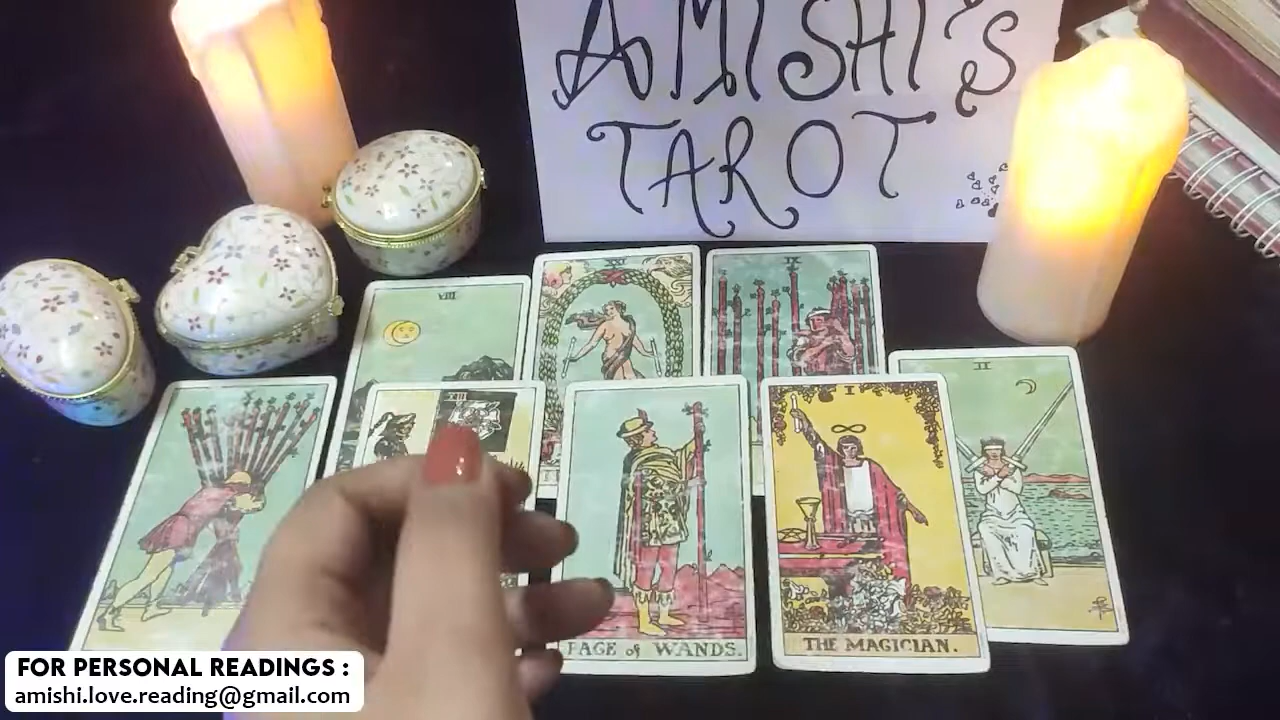 AMISHI'S
TAROT
VIII
XXI
IX
II
X
XIII
I
PAGE of WANDS.
THE MAGICIAN.
FOR PERSONAL READINGS :
amishi.love.reading@gmail.com